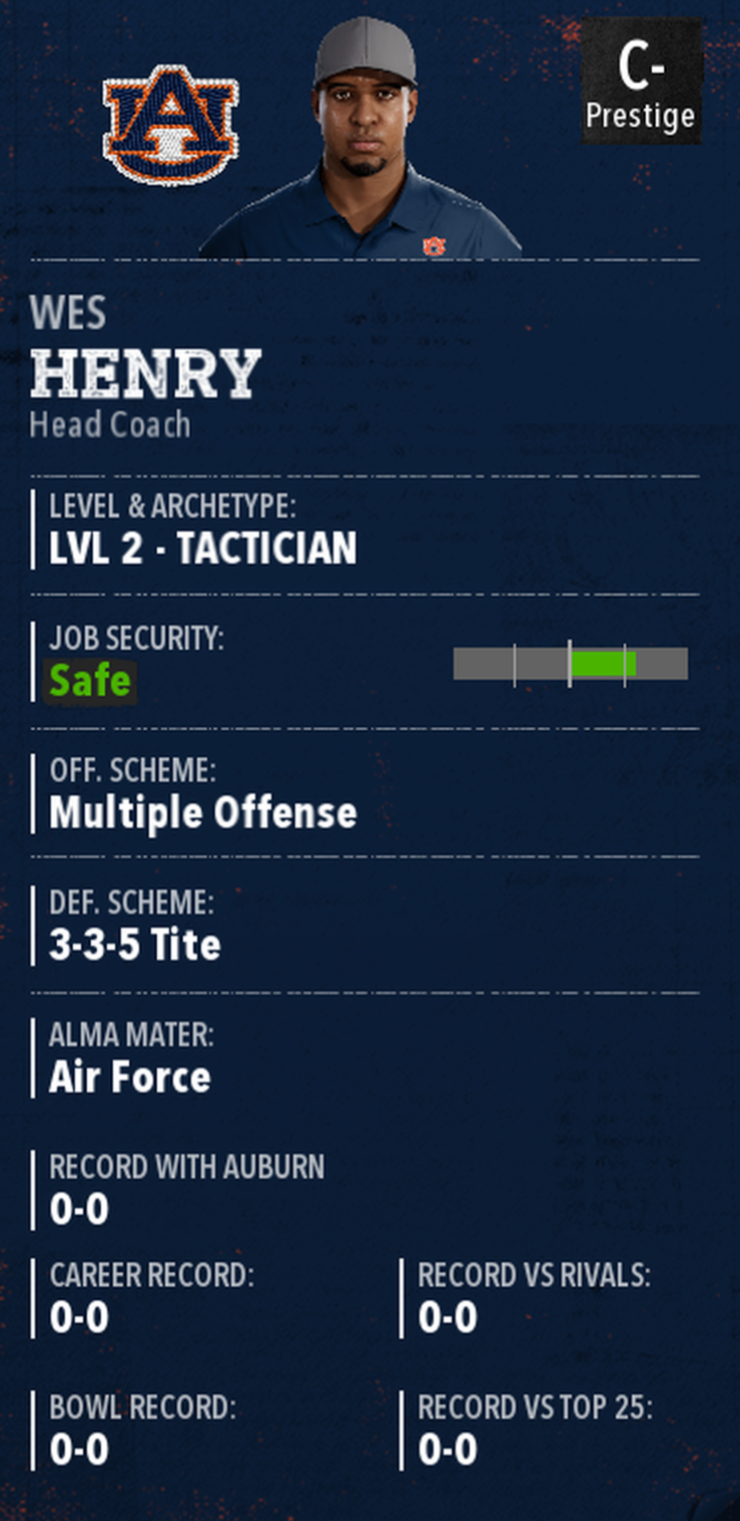 AU
C-
Prestige
WES
HENRY
Head Coach
LEVEL & ARCHETYPE:
LVL 2 - TACTICIAN
JOB SECURITY:
Safe
OFF. SCHEME:
Multiple Offense
DEF. SCHEME:
3-3-5 Tite
ALMA MATER:
Air Force
RECORD WITH AUBURN
0-0
CAREER RECORD:
0-0
RECORD VS RIVALS:
0-0
BOWL RECORD:
0-0
RECORD VS TOP 25:
0-0